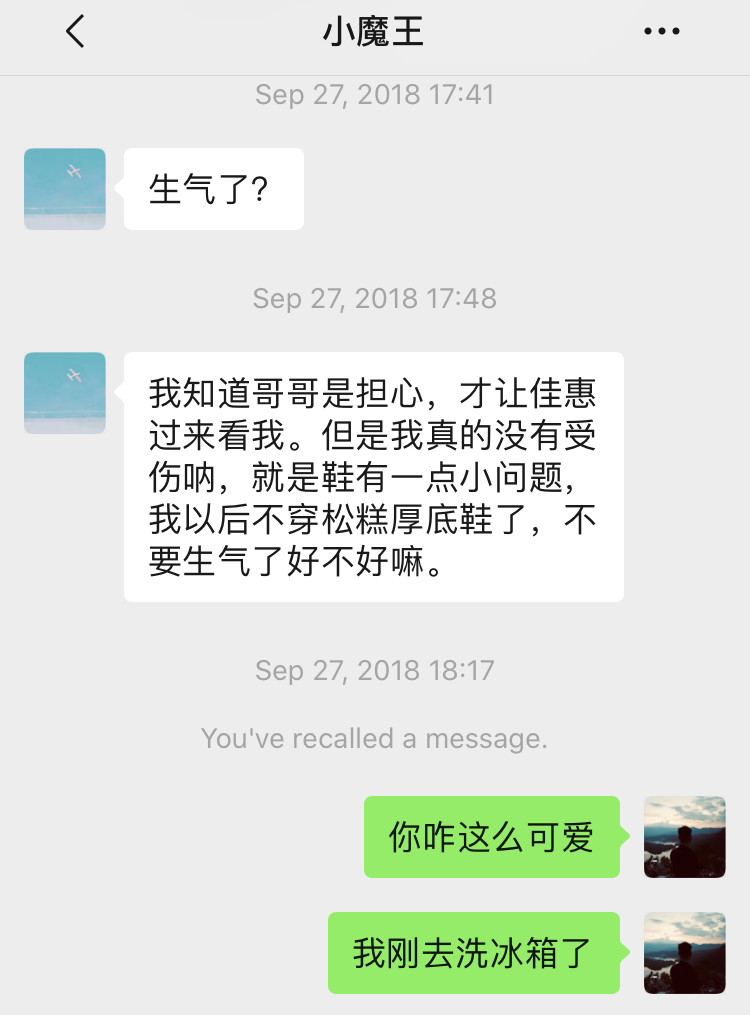 小魔王
Sep 27, 2018 17:41
生气了?
Sep 27, 2018 17:48
我知道哥哥是担心，才让佳惠
过来看我。但是我真的没有受
伤呐，就是鞋有一点小问题，
我以后不穿松糕厚底鞋了，不
要生气了好不好嘛。
Sep 27, 2018 18:17
You've recalled a message.
你咋这么可爱
我刚去洗冰箱了